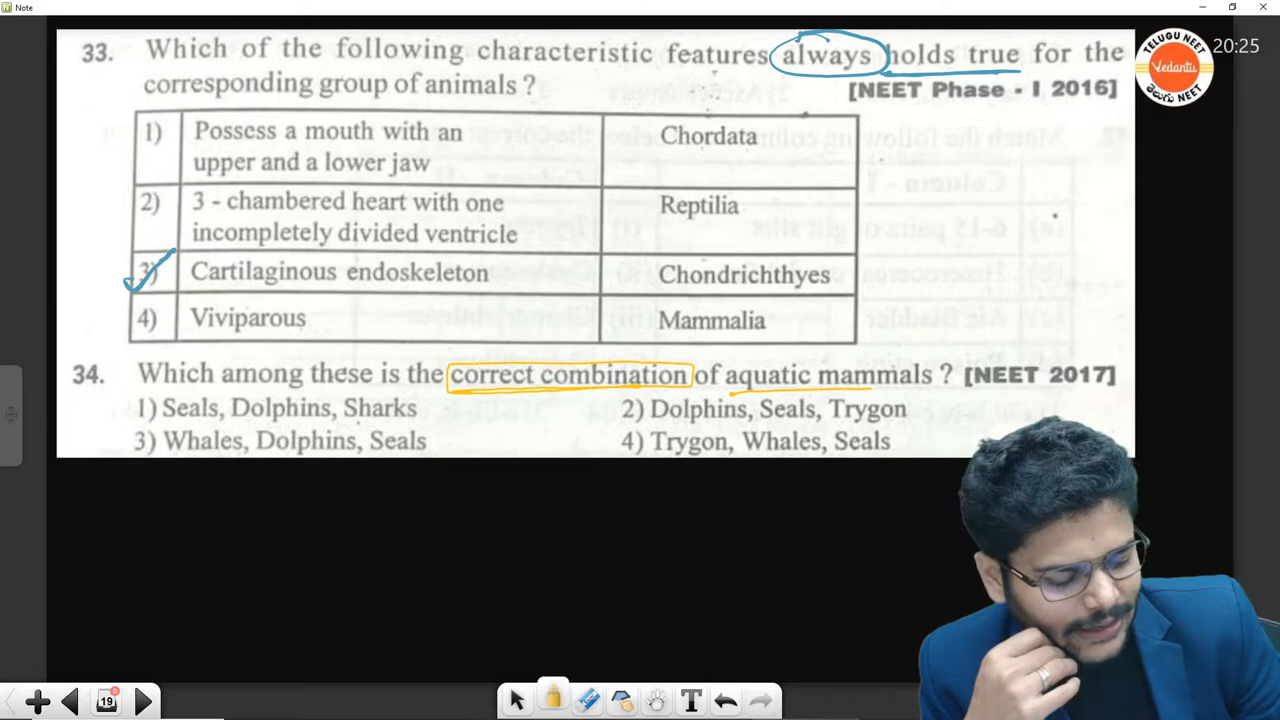 Note
20:25
TELUGU NEET
Vedantu
తెలుగు NEET
33. Which of the following characteristic features always holds true for the
corresponding group of animals ? [NEET Phase - I 2016]
1) Possess a mouth with an upper and a lower jaw Chordata
2) 3 - chambered heart with one incompletely divided ventricle Reptilia
3) Cartilaginous endoskeleton Chondrichthyes
4) Viviparous Mammalia
34. Which among these is the correct combination of aquatic mammals ? [NEET 2017]
1) Seals, Dolphins, Sharks 2) Dolphins, Seals, Trygon
3) Whales, Dolphins, Seals 4) Trygon, Whales, Seals
19
T